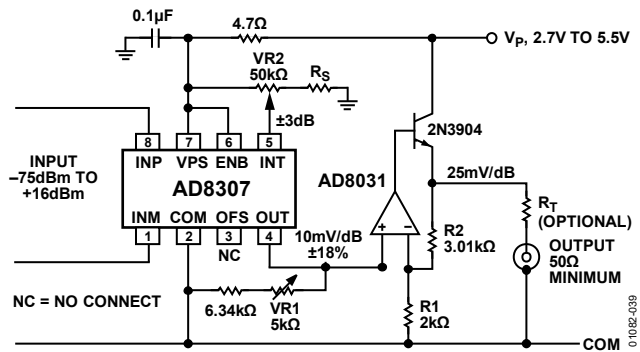 0.1µF
4.7Ω
V_P, 2.7V TO 5.5V
VR2
50kΩ
R_S
±3dB
2N3904
8 7 6 5
INP VPS ENB INT
INPUT
–75dBm TO
+16dBm
AD8307
AD8031
25mV/dB
INM COM OFS OUT
1 2 3 4
NC
10mV/dB
±18%
+ –
R2
3.01kΩ
R_T
(OPTIONAL)
OUTPUT
50Ω
MINIMUM
NC = NO CONNECT
6.34kΩ
VR1
5kΩ
R1
2kΩ
COM
01082-039